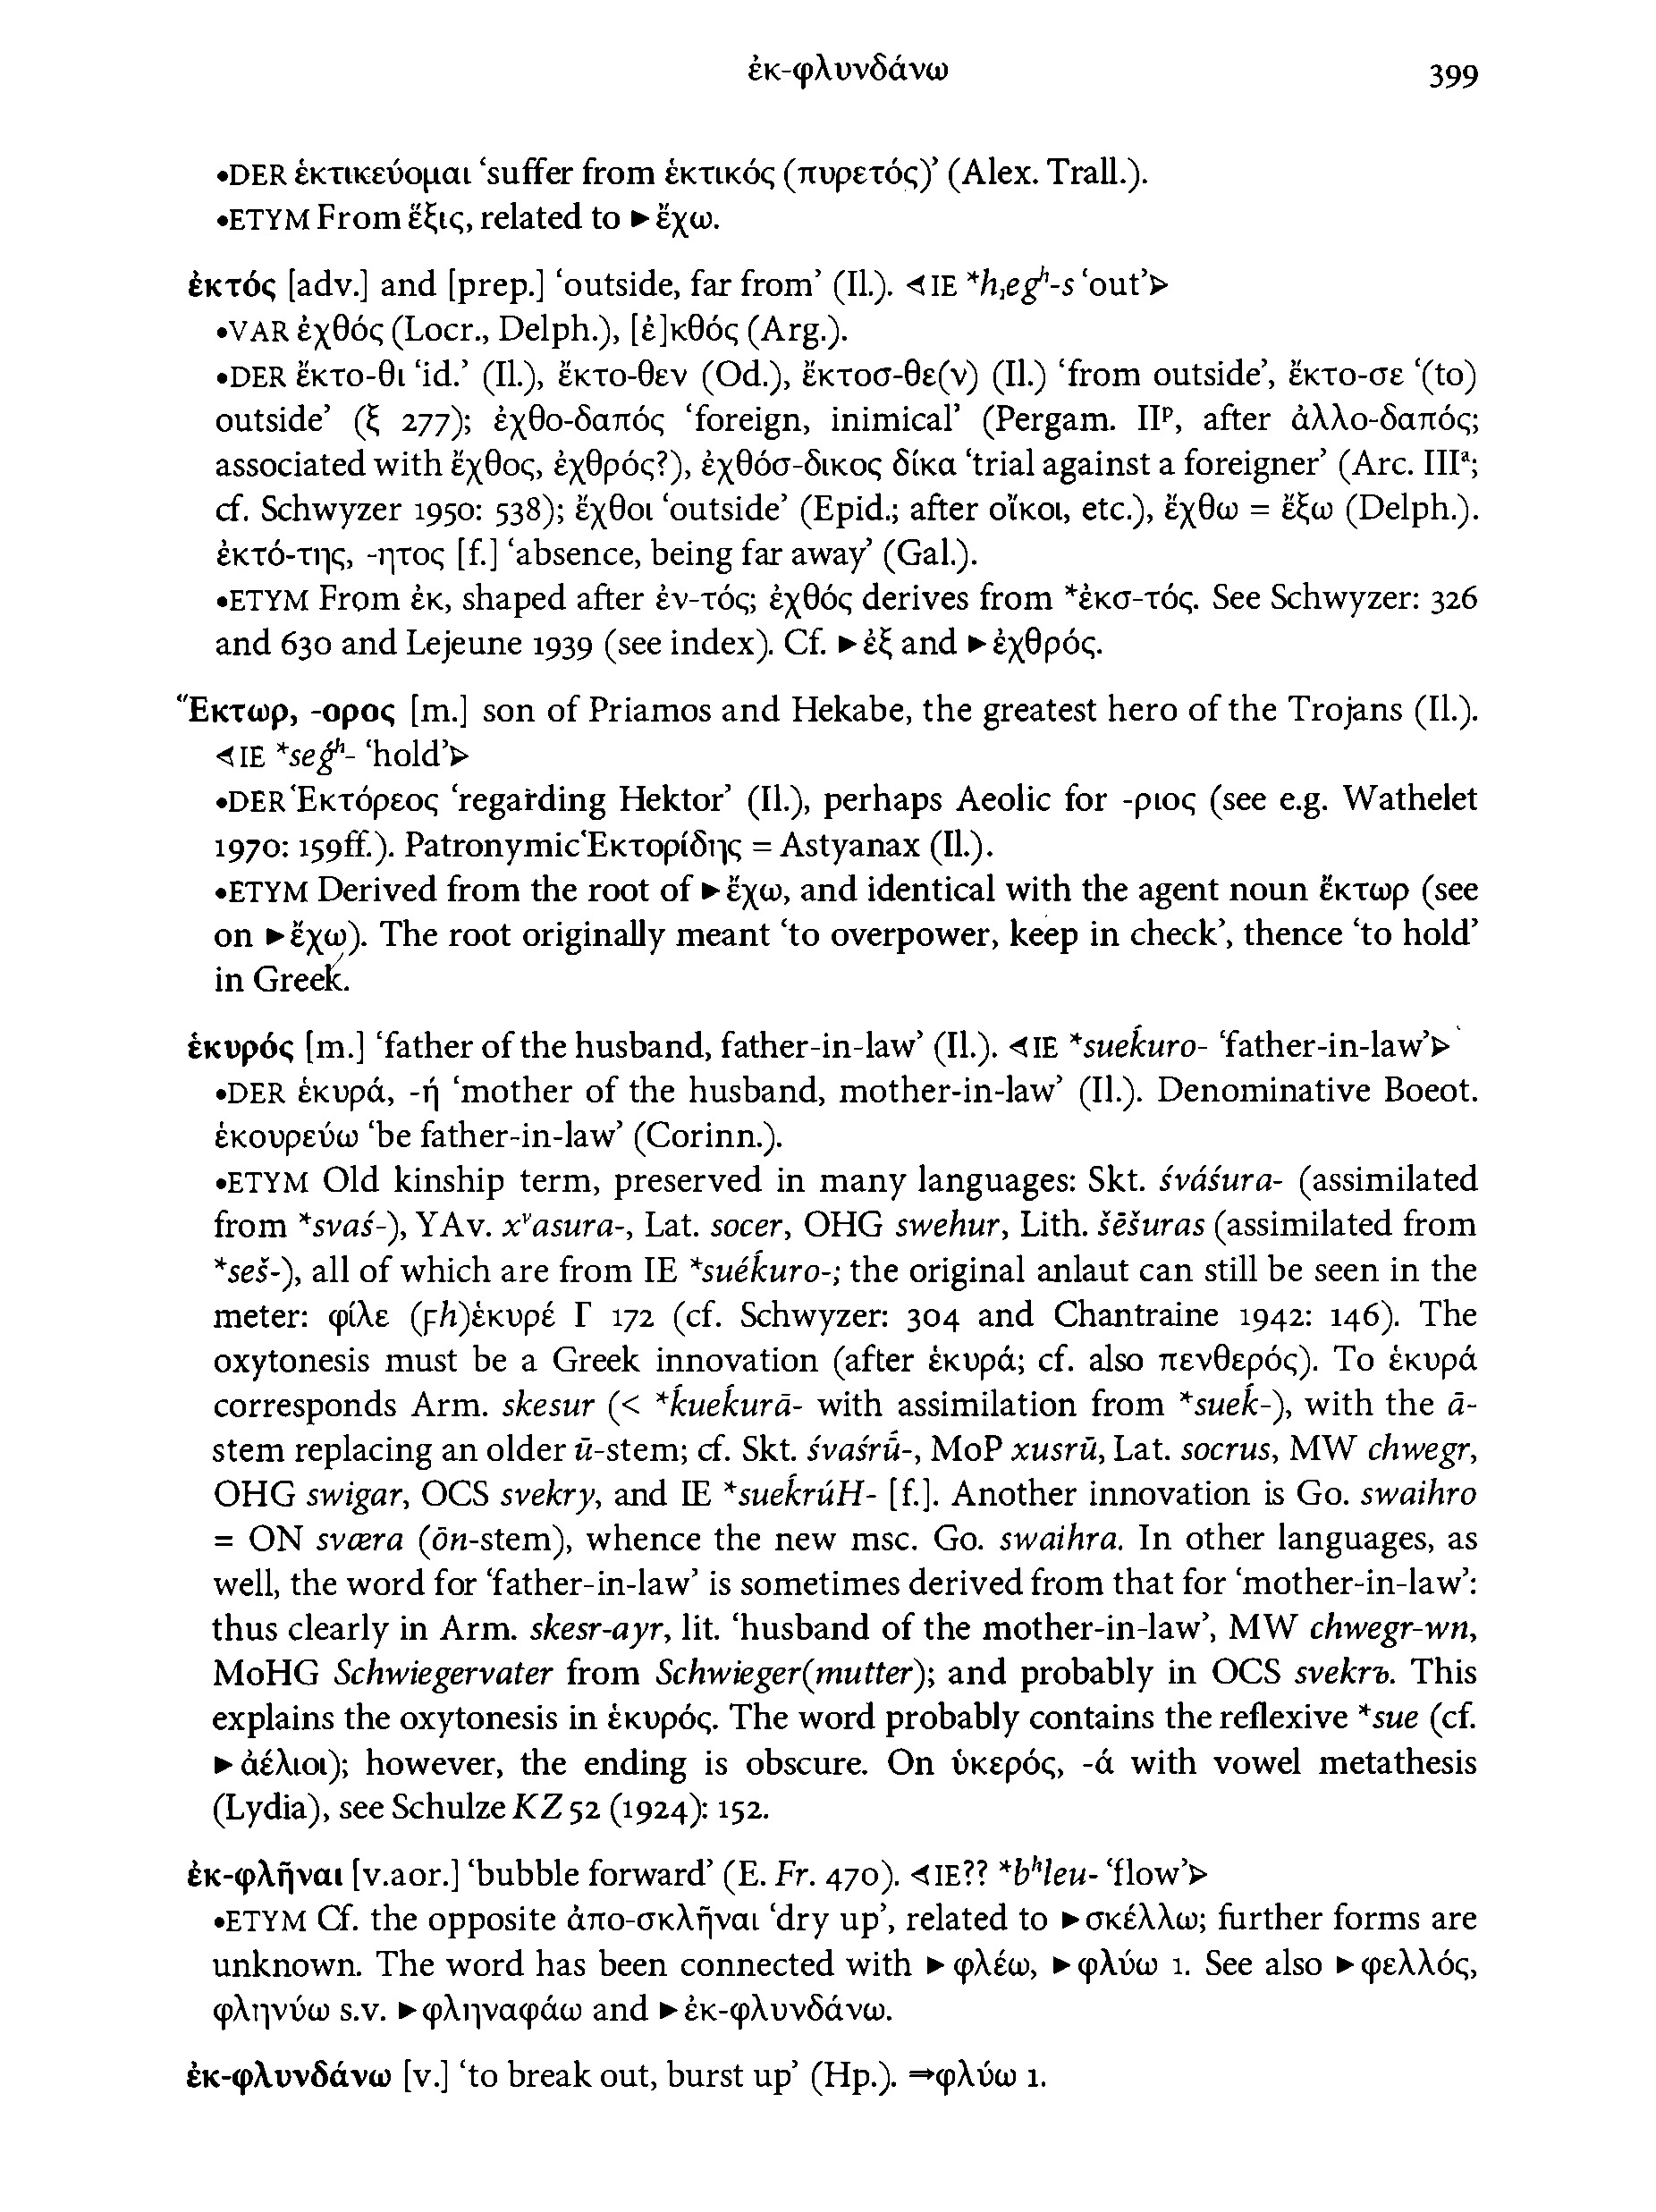 ἐκ-φλυνδάνω 399
•DER ἑκτικεύομαι ‘suffer from ἑκτικός (πυρετός)’ (Alex. Trall.).
•ETYM From ἕξις, related to ►ἔχω.
ἐκτός [adv.] and [prep.] ‘outside, far from’ (Il.). ◄IE *h₁eǵʰ-s ‘out’►
•VAR ἐχθός (Locr., Delph.), [ἐ]κθός (Arg.).
•DER ἔκτο-θι ‘id.’ (Il.), ἔκτο-θεν (Od.), ἔκτοσ-θε(ν) (Il.) ‘from outside’, ἔκτο-σε ‘(to)
outside’ (ξ 277); ἐχθο-δαπός ‘foreign, inimical’ (Pergam. IIᵖ, after ἀλλο-δαπός;
associated with ἔχθος, ἐχθρός?), ἐχθόσ-δικος δίκα ‘trial against a foreigner’ (Arc. IIIᵃ;
cf. Schwyzer 1950: 538); ἔχθοι ‘outside’ (Epid.; after οἴκοι, etc.), ἔχθω = ἔξω (Delph.).
ἐκτό-της, -ητος [f.] ‘absence, being far away’ (Gal.).
•ETYM From ἐκ, shaped after ἐν-τός; ἐχθός derives from *ἐκσ-τός. See Schwyzer: 326
and 630 and Lejeune 1939 (see index). Cf. ►ἐξ and ►ἐχθρός.
Ἕκτωρ, -ορος [m.] son of Priamos and Hekabe, the greatest hero of the Trojans (Il.).
◄IE *seǵʰ- ‘hold’►
•DER Ἑκτόρεος ‘regarding Hektor’ (Il.), perhaps Aeolic for -ριος (see e.g. Wathelet
1970: 159ff.). Patronymic Ἑκτορίδης = Astyanax (Il.).
•ETYM Derived from the root of ►ἔχω, and identical with the agent noun ἕκτωρ (see
on ►ἔχω). The root originally meant ‘to overpower, keep in check’, thence ‘to hold’
in Greek.
ἑκυρός [m.] ‘father of the husband, father-in-law’ (Il.). ◄IE *sueḱuro- ‘father-in-law’►
•DER ἑκυρά, -ή ‘mother of the husband, mother-in-law’ (Il.). Denominative Boeot.
ἑκουρεύω ‘be father-in-law’ (Corinn.).
•ETYM Old kinship term, preserved in many languages: Skt. śváśura- (assimilated
from *svaś-), YAv. xᵛasura-, Lat. socer, OHG swehur, Lith. šẽšuras (assimilated from
*seš-), all of which are from IE *suéḱuro-; the original anlaut can still be seen in the
meter: φίλε (ϝh)ἑκυρέ Γ 172 (cf. Schwyzer: 304 and Chantraine 1942: 146). The
oxytonesis must be a Greek innovation (after ἑκυρά; cf. also πενθερός). To ἑκυρά
corresponds Arm. skesur (< *ḱueḱurā- with assimilation from *sueḱ-), with the ā-
stem replacing an older ū-stem; cf. Skt. śvaśrū́-, MoP xusrū, Lat. socrus, MW chwegr,
OHG swigar, OCS svekry, and IE *sueḱrúH- [f.]. Another innovation is Go. swaihro
= ON sværa (ōn-stem), whence the new msc. Go. swaihra. In other languages, as
well, the word for ‘father-in-law’ is sometimes derived from that for ‘mother-in-law’:
thus clearly in Arm. skesr-ayr, lit. ‘husband of the mother-in-law’, MW chwegr-wn,
MoHG Schwiegervater from Schwieger(mutter); and probably in OCS svekrъ. This
explains the oxytonesis in ἑκυρός. The word probably contains the reflexive *sue (cf.
►ἀέλιοι); however, the ending is obscure. On ὑκερός, -ά with vowel metathesis
(Lydia), see Schulze KZ 52 (1924): 152.
ἐκ-φλῆναι [v.aor.] ‘bubble forward’ (E. Fr. 470). ◄IE?? *bʰleu- ‘flow’►
•ETYM Cf. the opposite ἀπο-σκλῆναι ‘dry up’, related to ►σκέλλω; further forms are
unknown. The word has been connected with ►φλέω, ►φλύω 1. See also ►φελλός,
φληνύω s.v. ►φληναφάω and ►ἐκ-φλυνδάνω.
ἐκ-φλυνδάνω [v.] ‘to break out, burst up’ (Hp.). ⇒φλύω 1.